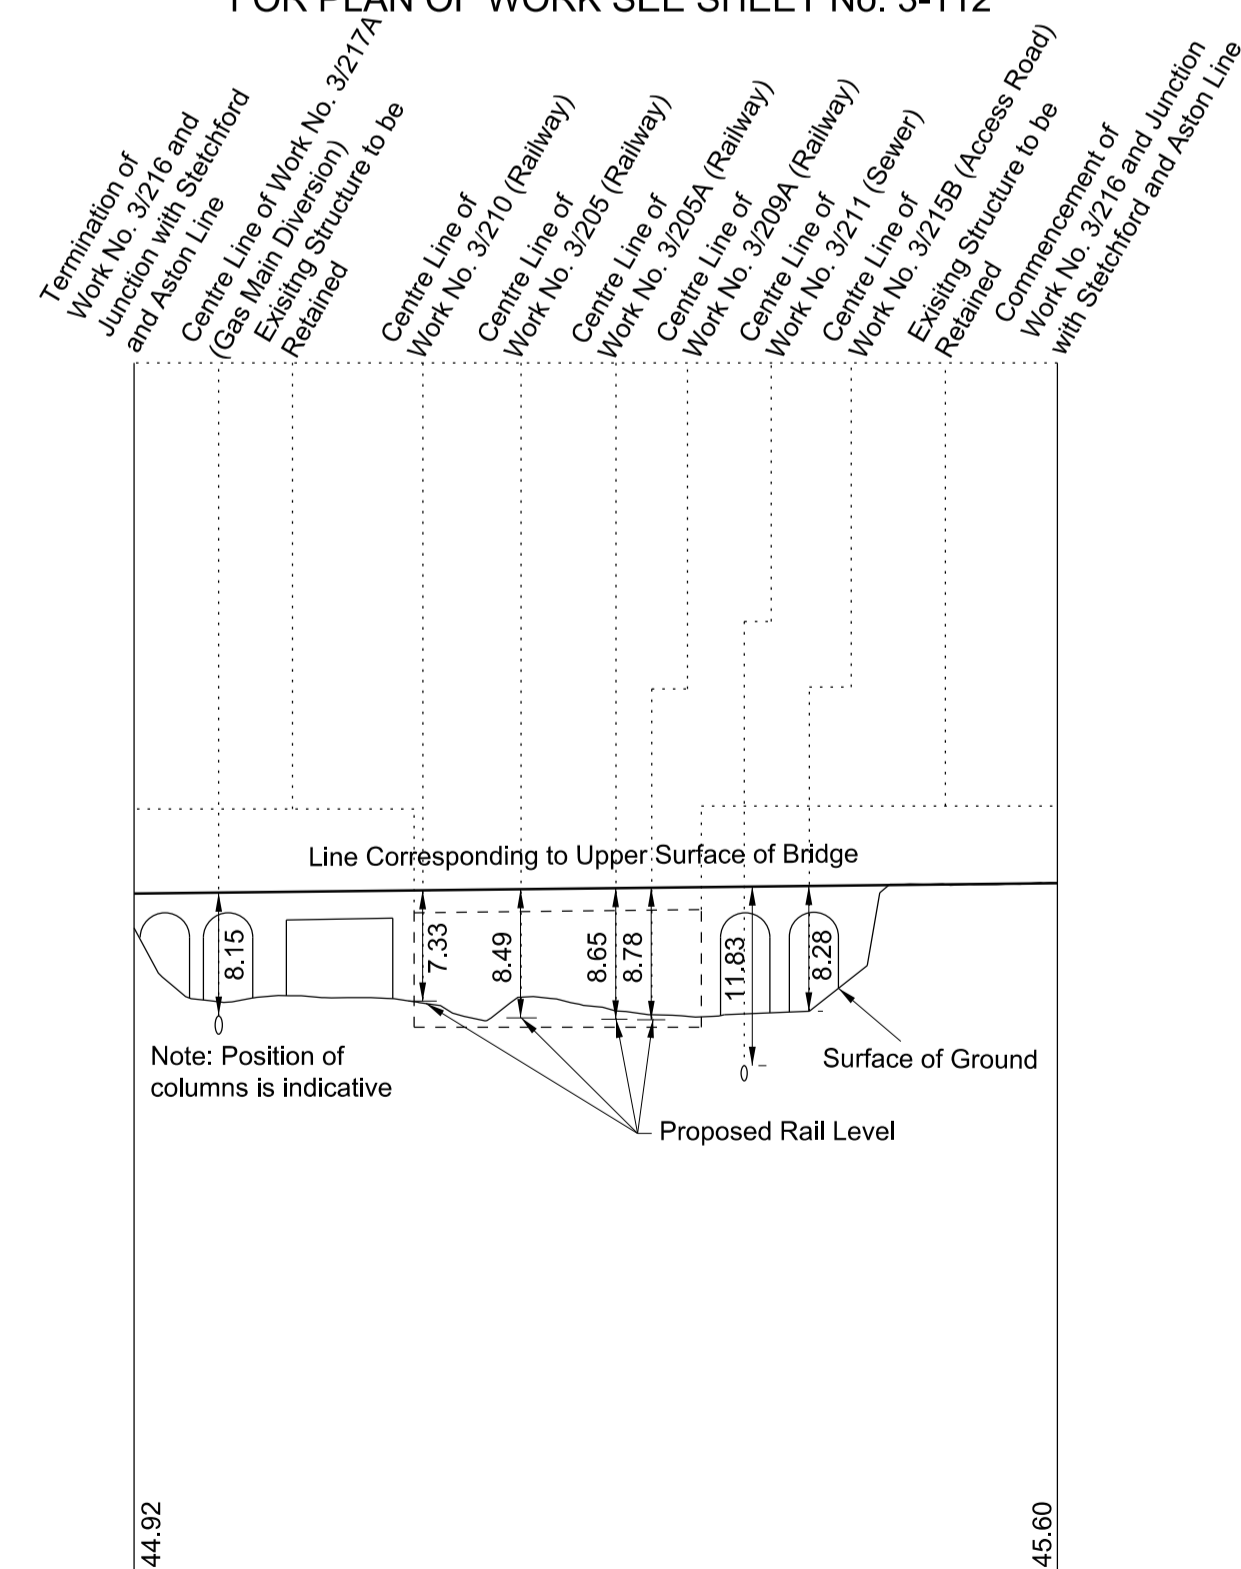 FOR PLAN OF WORK SEE SHEET No. 3-112
Termination of
Work No. 3/216 and
Junction with Stetchford
and Aston Line
Centre Line of Work No. 3/217A
(Gas Main Diversion)
Exisitng Structure to be
Retained
Centre Line of
Work No. 3/210 (Railway)
Centre Line of
Work No. 3/205 (Railway)
Centre Line of
Work No. 3/205A (Railway)
Centre Line of
Work No. 3/209A (Railway)
Centre Line of
Work No. 3/211 (Sewer)
Centre Line of
Work No. 3/215B (Access Road)
Exisitng Structure to be
Retained
Commencement of
Work No. 3/216 and Junction
with Stetchford and Aston Line
Line Corresponding to Upper Surface of Bridge
8.15
7.33
8.49
8.65
8.78
11.83
8.28
Note: Position of
columns is indicative
Surface of Ground
Proposed Rail Level
44.92
45.60